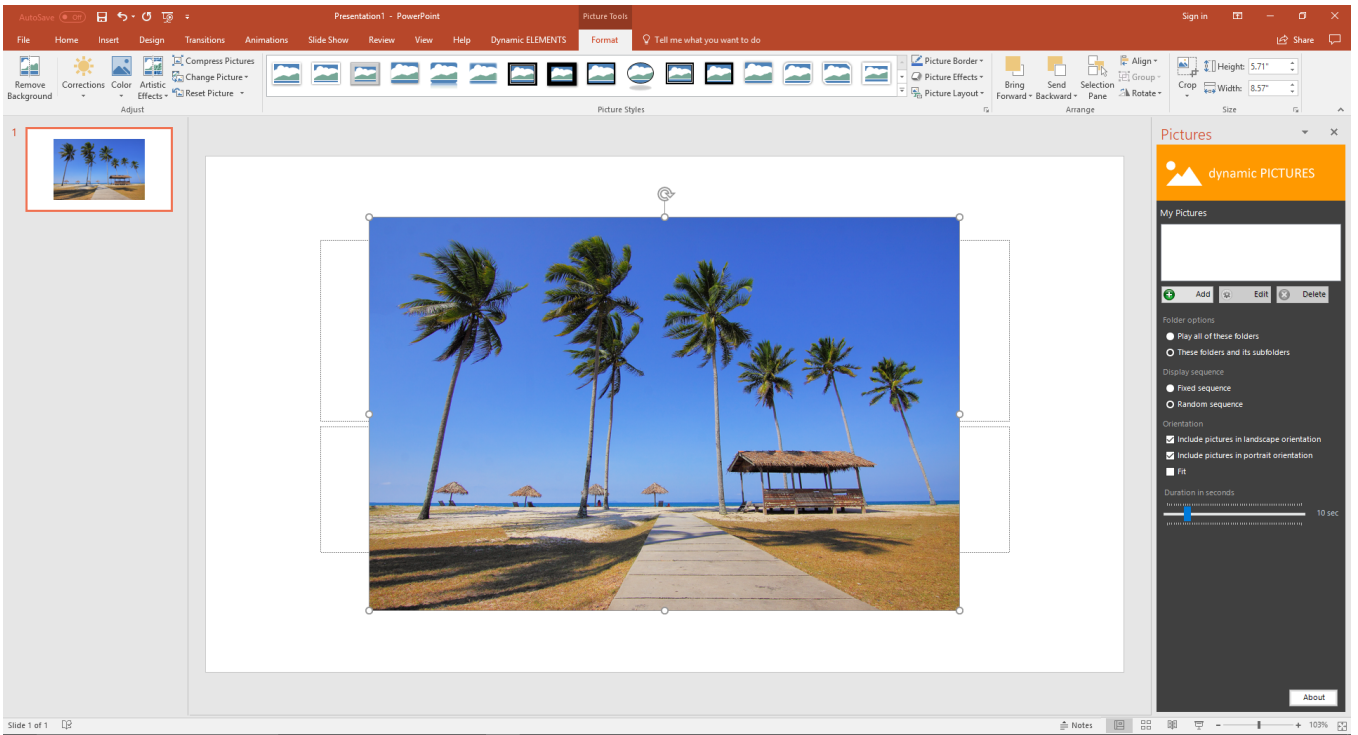 AutoSave Off Presentation1 - PowerPoint Picture Tools Sign in
File Home Insert Design Transitions Animations Slide Show Review View Help Dynamic ELEMENTS Format Tell me what you want to do Share
Remove Background
Corrections
Color
Artistic Effects
Compress Pictures
Change Picture
Reset Picture
Adjust
Picture Styles
Picture Border
Picture Effects
Picture Layout
Bring Forward
Send Backward
Selection Pane
Align
Group
Rotate
Arrange
Crop
Height: 5.71"
Width: 8.57"
Size
1
Pictures
dynamic PICTURES
My Pictures
Add Edit Delete
Folder options
Play all of these folders
These folders and its subfolders
Display sequence
Fixed sequence
Random sequence
Orientation
Include pictures in landscape orientation
Include pictures in portrait orientation
Fit
Duration in seconds
10 sec
About
Slide 1 of 1 Notes 103%